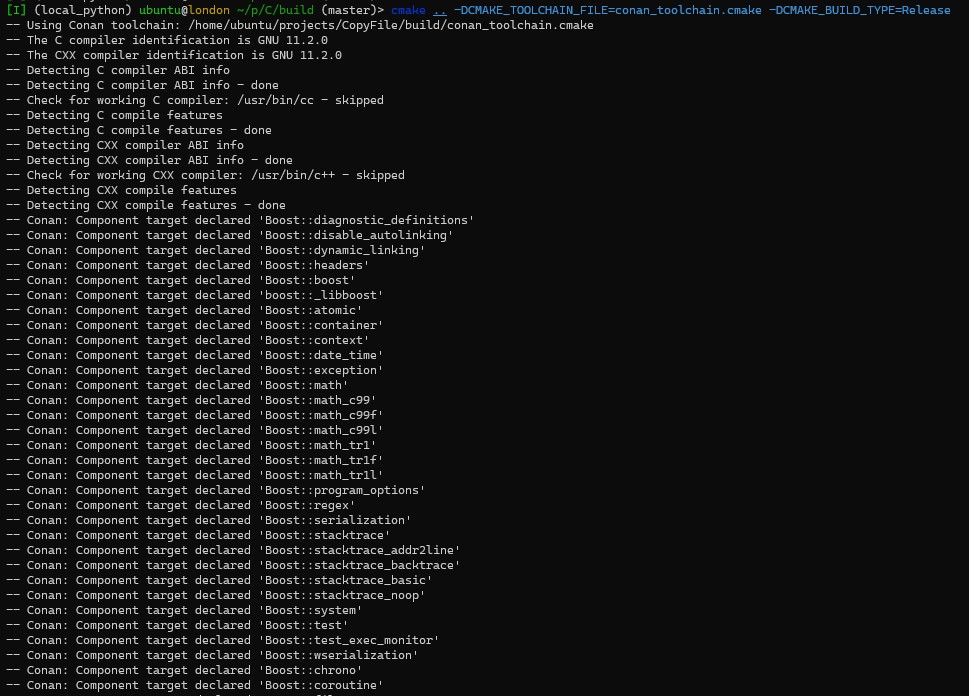 [I] (local_python) ubuntu@london ~/p/C/build (master)> cmake .. -DCMAKE_TOOLCHAIN_FILE=conan_toolchain.cmake -DCMAKE_BUILD_TYPE=Release
-- Using Conan toolchain: /home/ubuntu/projects/CopyFile/build/conan_toolchain.cmake
-- The C compiler identification is GNU 11.2.0
-- The CXX compiler identification is GNU 11.2.0
-- Detecting C compiler ABI info
-- Detecting C compiler ABI info - done
-- Check for working C compiler: /usr/bin/cc - skipped
-- Detecting C compile features
-- Detecting C compile features - done
-- Detecting CXX compiler ABI info
-- Detecting CXX compiler ABI info - done
-- Check for working CXX compiler: /usr/bin/c++ - skipped
-- Detecting CXX compile features
-- Detecting CXX compile features - done
-- Conan: Component target declared 'Boost::diagnostic_definitions'
-- Conan: Component target declared 'Boost::disable_autolinking'
-- Conan: Component target declared 'Boost::dynamic_linking'
-- Conan: Component target declared 'Boost::headers'
-- Conan: Component target declared 'Boost::boost'
-- Conan: Component target declared 'boost::_libboost'
-- Conan: Component target declared 'Boost::atomic'
-- Conan: Component target declared 'Boost::container'
-- Conan: Component target declared 'Boost::context'
-- Conan: Component target declared 'Boost::date_time'
-- Conan: Component target declared 'Boost::exception'
-- Conan: Component target declared 'Boost::math'
-- Conan: Component target declared 'Boost::math_c99'
-- Conan: Component target declared 'Boost::math_c99f'
-- Conan: Component target declared 'Boost::math_c99l'
-- Conan: Component target declared 'Boost::math_tr1'
-- Conan: Component target declared 'Boost::math_tr1f'
-- Conan: Component target declared 'Boost::math_tr1l'
-- Conan: Component target declared 'Boost::program_options'
-- Conan: Component target declared 'Boost::regex'
-- Conan: Component target declared 'Boost::serialization'
-- Conan: Component target declared 'Boost::stacktrace'
-- Conan: Component target declared 'Boost::stacktrace_addr2line'
-- Conan: Component target declared 'Boost::stacktrace_backtrace'
-- Conan: Component target declared 'Boost::stacktrace_basic'
-- Conan: Component target declared 'Boost::stacktrace_noop'
-- Conan: Component target declared 'Boost::system'
-- Conan: Component target declared 'Boost::test'
-- Conan: Component target declared 'Boost::test_exec_monitor'
-- Conan: Component target declared 'Boost::wserialization'
-- Conan: Component target declared 'Boost::chrono'
-- Conan: Component target declared 'Boost::coroutine'